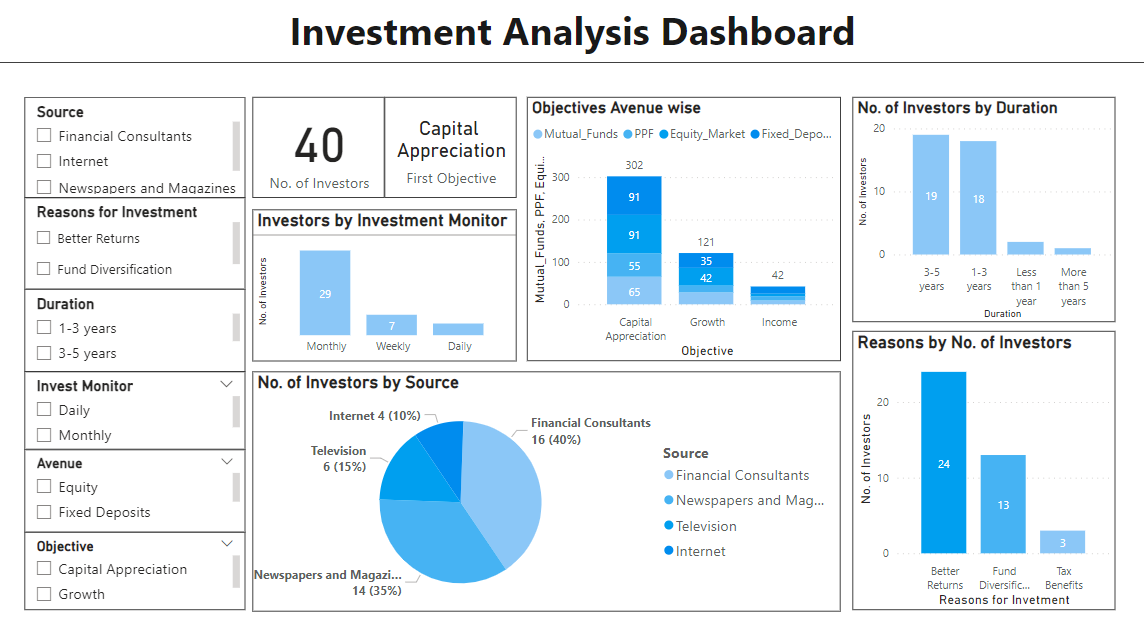 Investment Analysis Dashboard
Source
Financial Consultants
Internet
Newspapers and Magazines
Reasons for Investment
Better Returns
Fund Diversification
Duration
1-3 years
3-5 years
Invest Monitor
Daily
Monthly
Avenue
Equity
Fixed Deposits
Objective
Capital Appreciation
Growth
40
No. of Investors
Capital
Appreciation
First Objective
Investors by Investment Monitor
No. of Investors
29
7
Monthly Weekly Daily
Objectives Avenue wise
Mutual_Funds PPF Equity_Market Fixed_Depo...
Mutual_Funds, PPF, Equi...
300
200
100
0
302
91
91
55
65
121
35
42
42
Capital
Appreciation
Growth
Income
Objective
No. of Investors by Source
Internet 4 (10%)
Television
6 (15%)
Financial Consultants
16 (40%)
Newspapers and Magazi...
14 (35%)
Source
Financial Consultants
Newspapers and Mag...
Television
Internet
No. of Investors by Duration
No. of Investors
20
10
0
19
18
3-5
years
1-3
years
Less
than 1
year
More
than 5
years
Duration
Reasons by No. of Investors
No. of Investors
20
10
0
24
13
3
Better
Returns
Fund
Diversific...
Tax
Benefits
Reasons for Invetment